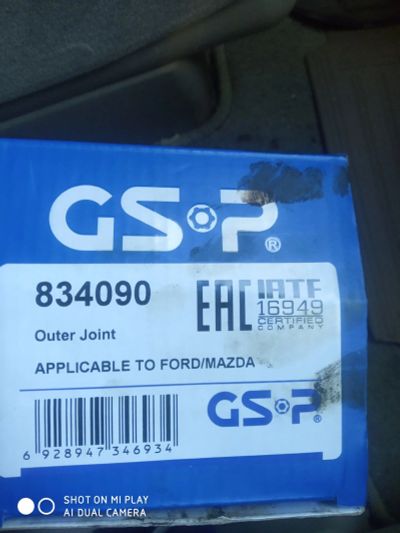 GSP®
834090
EAC
IATF
16949
CERTIFIED
COMPANY
Outer Joint
APPLICABLE TO FORD/MAZDA
GSP®
6 928947 346934
SHOT ON MI PLAY
AI DUAL CAMERA